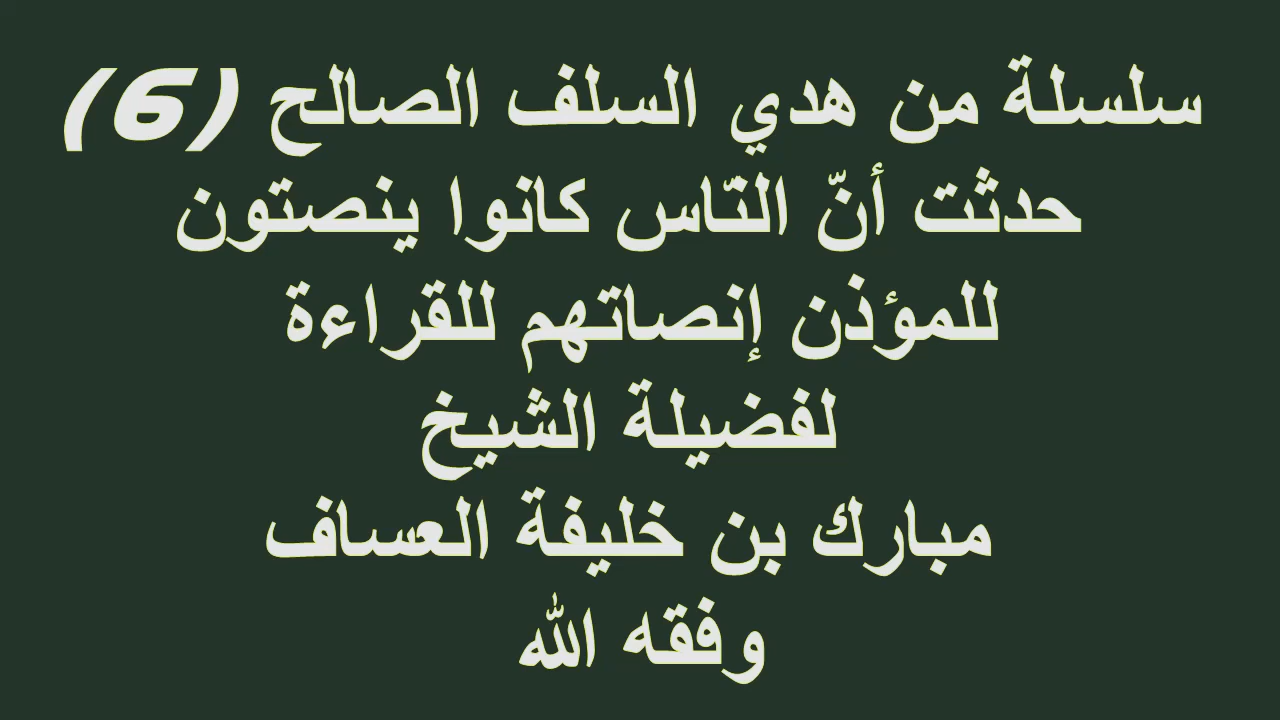 سلسلة من هدي السلف الصالح (6)
حدثت أنّ النّاس كانوا ينصتون
للمؤذن إنصاتهم للقراءة
لفضيلة الشيخ
مبارك بن خليفة العساف
وفقه الله